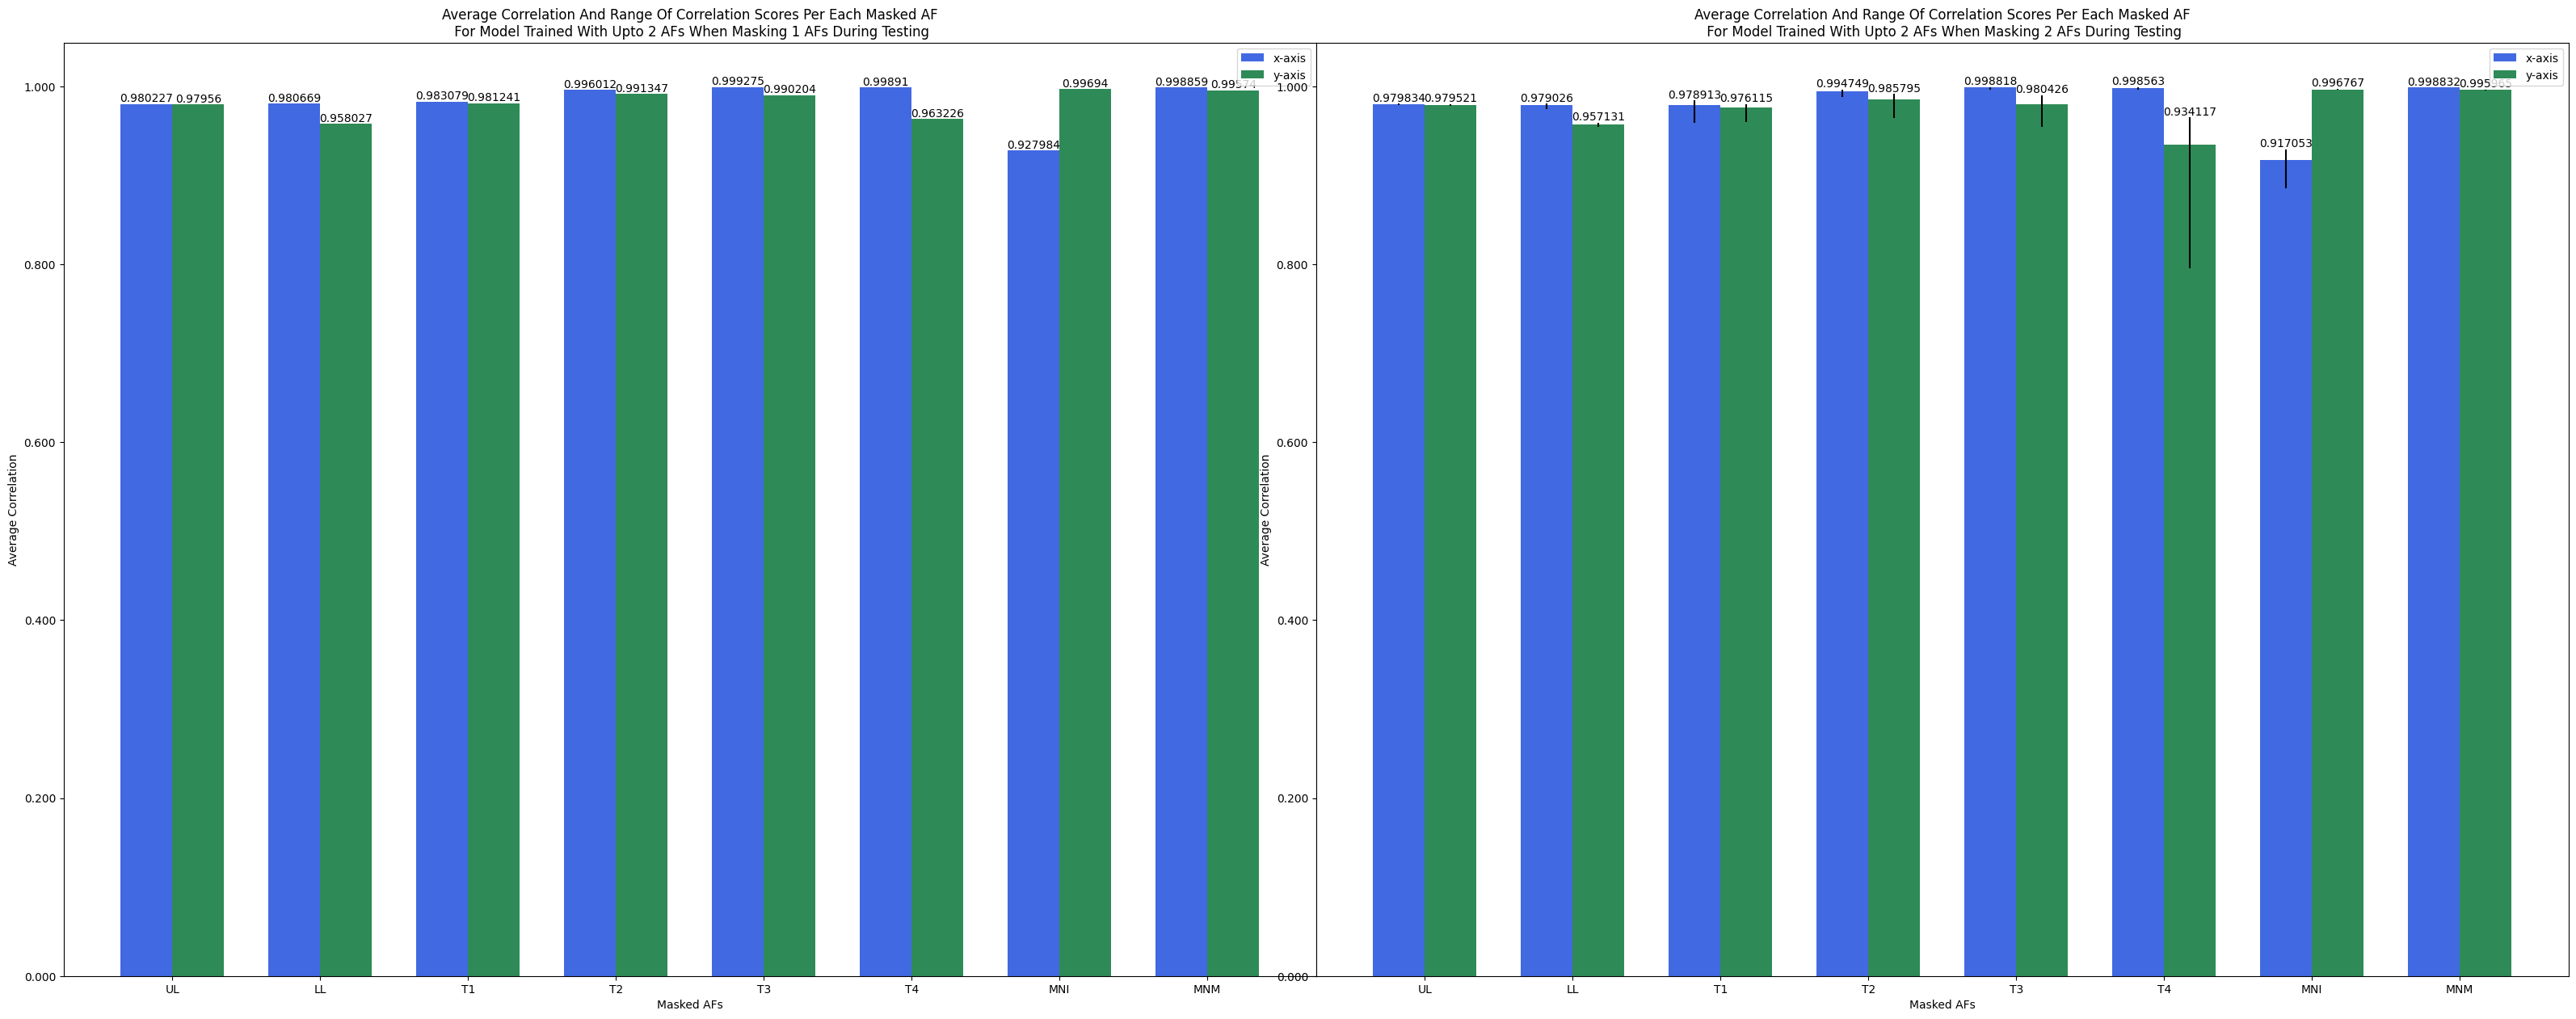 Average Correlation And Range Of Correlation Scores Per Each Masked AF
For Model Trained With Upto 2 AFs When Masking 1 AFs During Testing
x-axis
y-axis
1.000
0.800
0.600
0.400
0.200
0.000
Average Correlation
0.980227
0.97956
0.980669
0.958027
0.983079
0.981241
0.996012
0.991347
0.999275
0.990204
0.99891
0.963226
0.927984
0.99694
0.998859
0.99574
UL
LL
T1
T2
T3
T4
MNI
MNM
Masked AFs
Average Correlation And Range Of Correlation Scores Per Each Masked AF
For Model Trained With Upto 2 AFs When Masking 2 AFs During Testing
x-axis
y-axis
1.000
0.800
0.600
0.400
0.200
0.000
Average Correlation
0.979834
0.979521
0.979026
0.957131
0.978913
0.976115
0.994749
0.985795
0.998818
0.980426
0.998563
0.934117
0.917053
0.996767
0.998832
UL
LL
T1
T2
T3
T4
MNI
MNM
Masked AFs